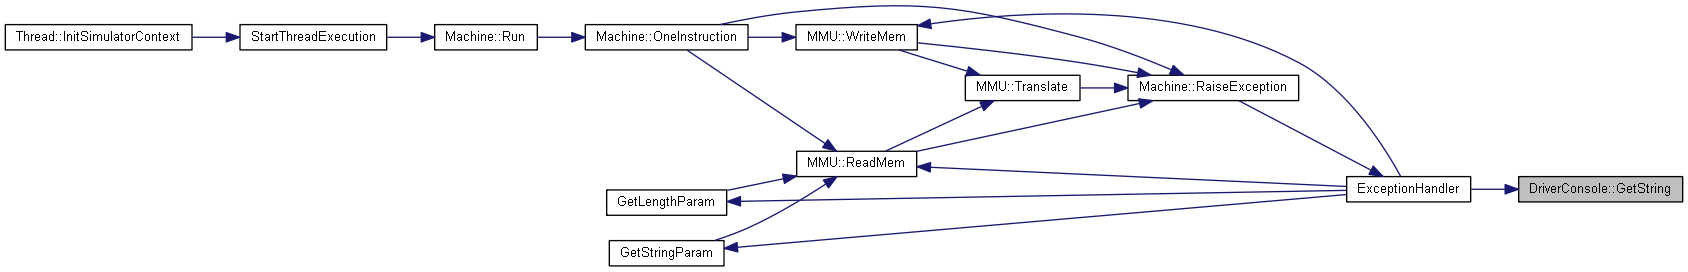 Thread::InitSimulatorContext
StartThreadExecution
Machine::Run
Machine::OneInstruction
MMU::WriteMem
MMU::Translate
Machine::RaiseException
MMU::ReadMem
GetLengthParam
GetStringParam
ExceptionHandler
DriverConsole::GetString